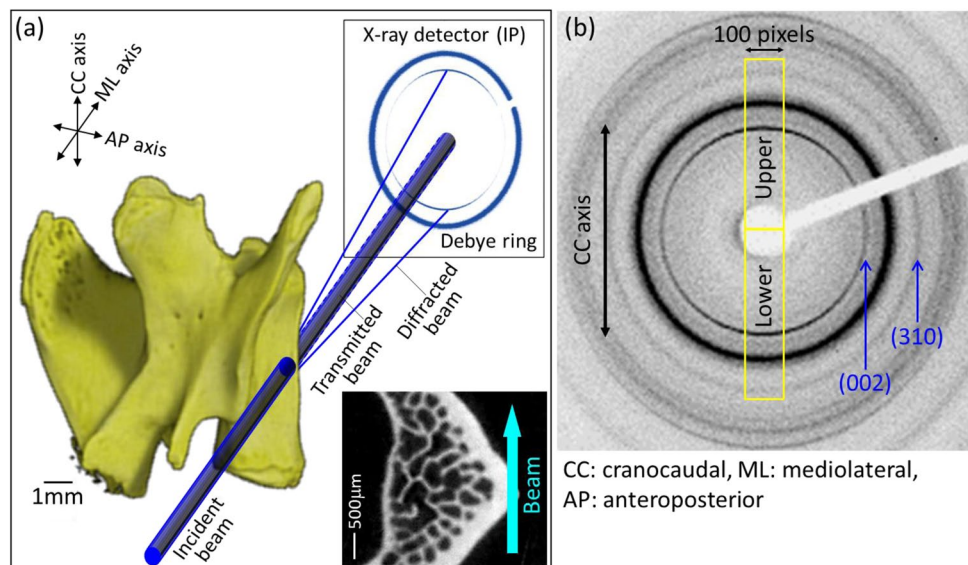 (a)
CC axis
ML axis
AP axis
X-ray detector (IP)
Debye ring
Transmitted
beam
Diffracted
beam
Incident
beam
1mm
500μm
Beam
(b)
100 pixels
Upper
Lower
CC axis
(002)
(310)
CC: cranocaudal, ML: mediolateral,
AP: anteroposterior